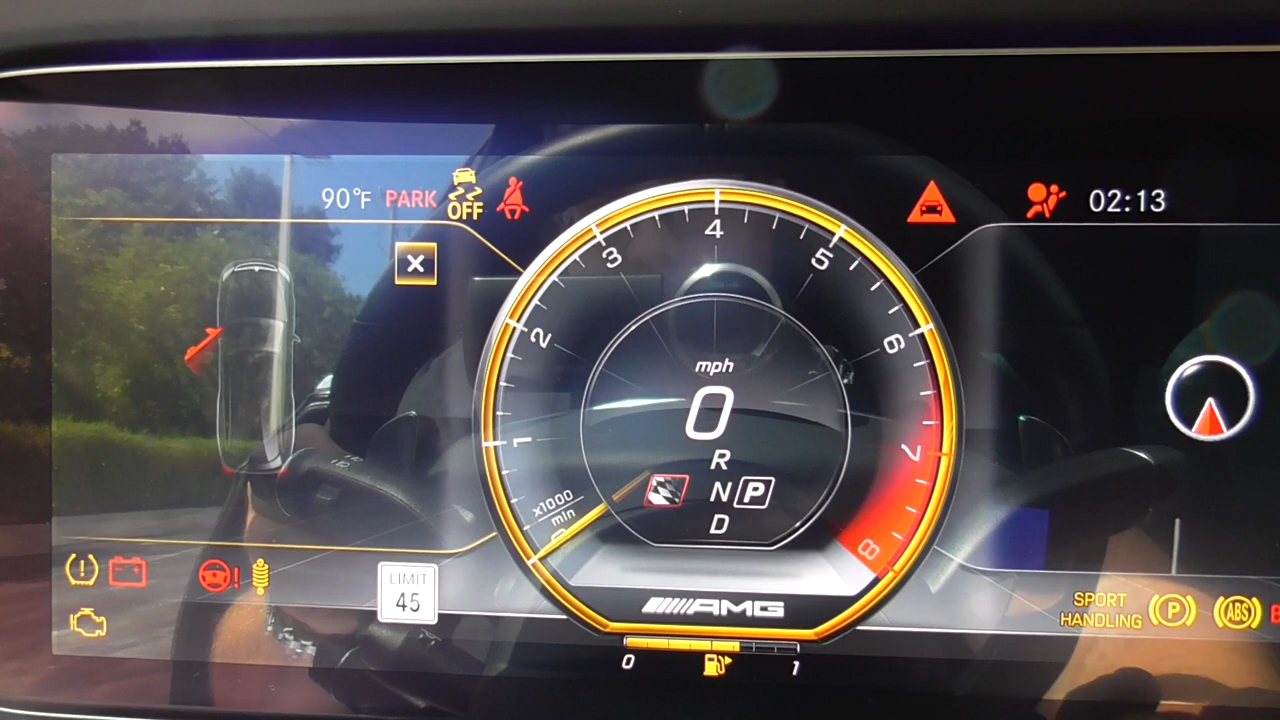 90°F PARK OFF
02:13
LIMIT
45
x1000
min
1
2
3
4
5
6
7
8
mph
0
R
N P
D
AMG
0 1
SPORT
HANDLING
P
ABS